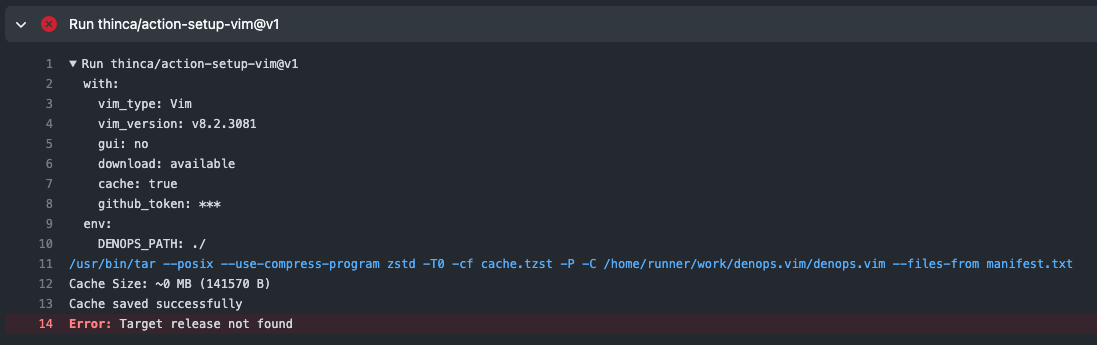 Run thinca/action-setup-vim@v1
1 ▼ Run thinca/action-setup-vim@v1
2 with:
3 vim_type: Vim
4 vim_version: v8.2.3081
5 gui: no
6 download: available
7 cache: true
8 github_token: ***
9 env:
10 DENOPS_PATH: ./
11 /usr/bin/tar --posix --use-compress-program zstd -T0 -cf cache.tzst -P -C /home/runner/work/denops.vim/denops.vim --files-from manifest.txt
12 Cache Size: ~0 MB (141570 B)
13 Cache saved successfully
14 Error: Target release not found